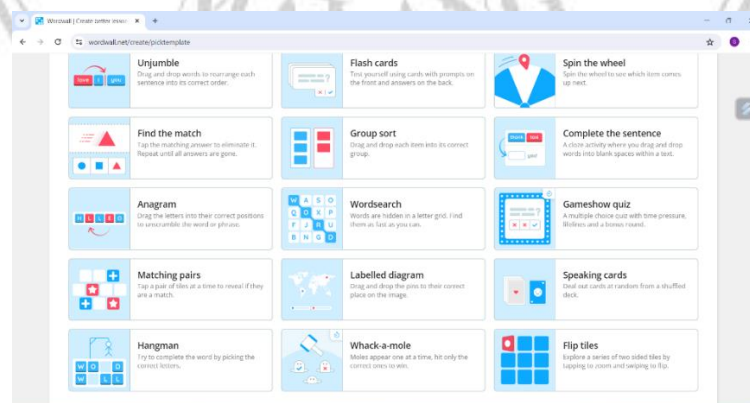 Wordwall | Create better lesson
wordwall.net/create/picktemplate
Unjumble
Drag and drop words to rearrange each
sentence into its correct order.
love I you
Flash cards
Test yourself using cards with prompts on
the front and answers on the back.
Spin the wheel
Spin the wheel to see which item comes
up next.
Find the match
Tap the matching answer to eliminate it.
Repeat until all answers are gone.
Group sort
Drag and drop each item into its correct
group.
Complete the sentence
A cloze activity where you drag and drop
words into blank spaces within a text.
you!
Anagram
Drag the letters into their correct positions
to unscramble the word or phrase.
Wordsearch
Words are hidden in a letter grid. Find
them as fast as you can.
W A S O
B N G D
Gameshow quiz
A multiple choice quiz with time pressure,
lifelines and a bonus round.
Matching pairs
Tap a pair of tiles at a time to reveal if they
are a match.
Labelled diagram
Drag and drop the pins to their correct
place on the image.
Speaking cards
Deal out cards at random from a shuffled
deck.
Hangman
Try to complete the word by picking the
correct letters.
W O D
W L L
Whack-a-mole
Moles appear one at a time, hit only the
correct ones to win.
Flip tiles
Explore a series of two sided tiles by
tapping to zoom and swiping to flip.